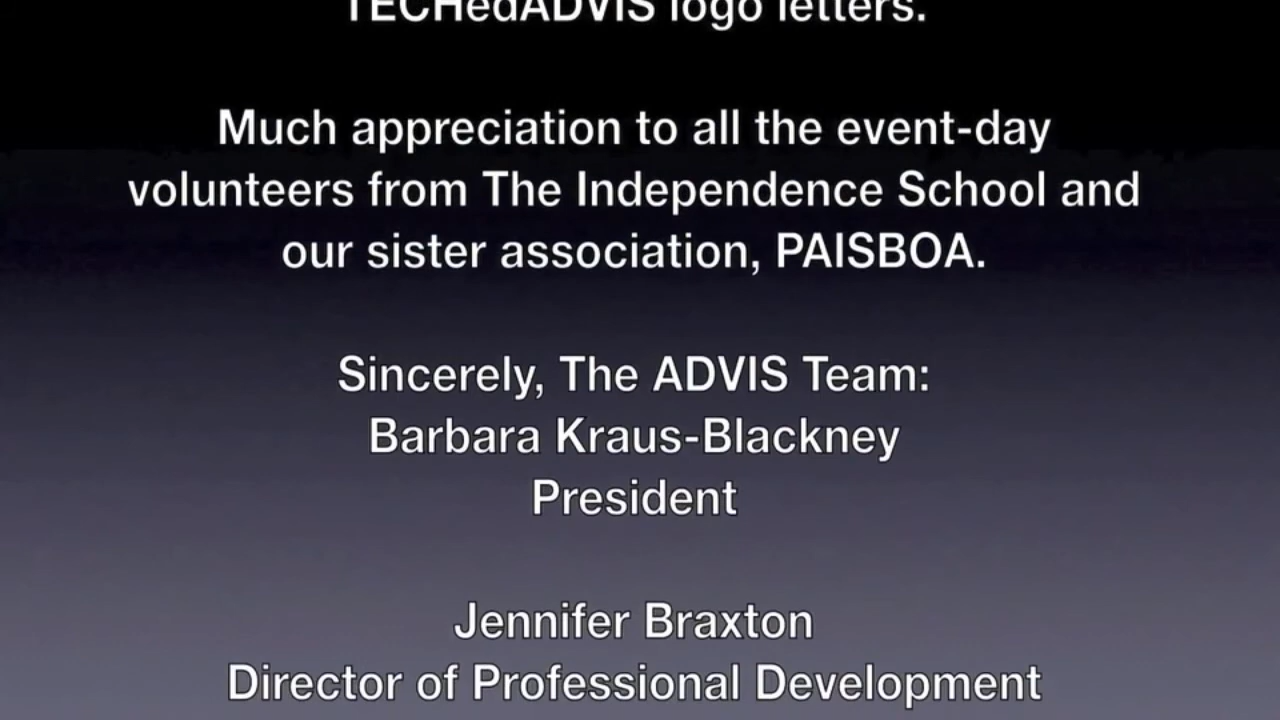 TECHedADVIS logo letters.
Much appreciation to all the event-day
volunteers from The Independence School and
our sister association, PAISBOA.
Sincerely, The ADVIS Team:
Barbara Kraus-Blackney
President
Jennifer Braxton
Director of Professional Development